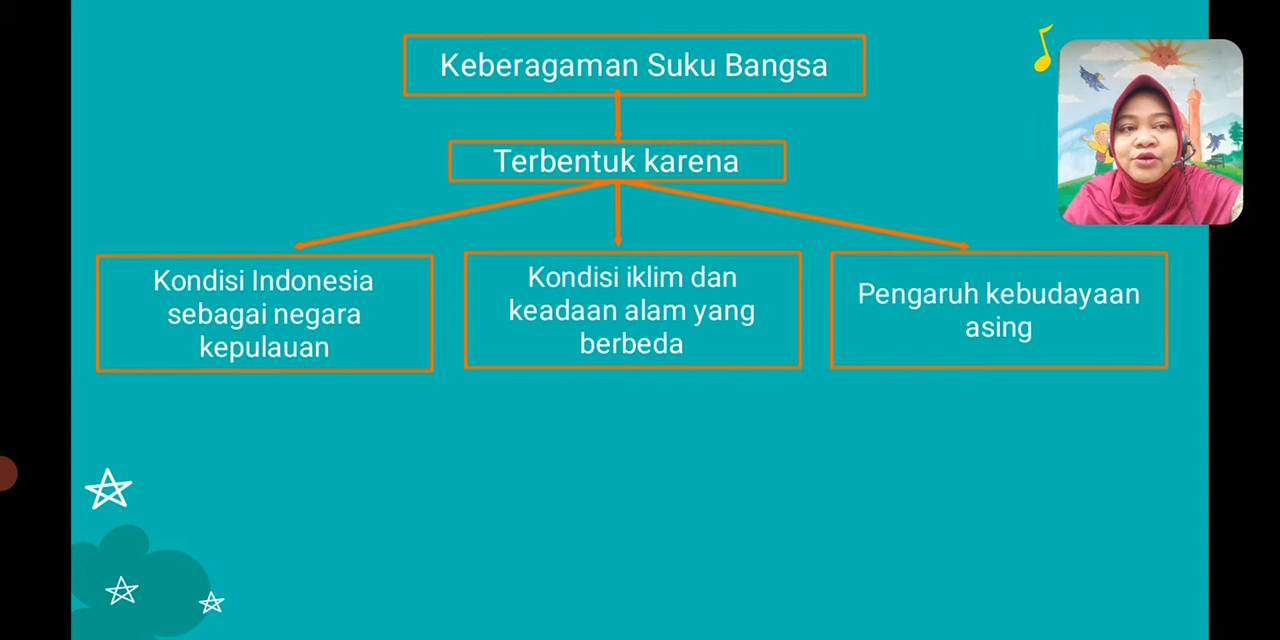 Keberagaman Suku Bangsa
Terbentuk karena
Kondisi Indonesia
sebagai negara
kepulauan
Kondisi iklim dan
keadaan alam yang
berbeda
Pengaruh kebudayaan
asing